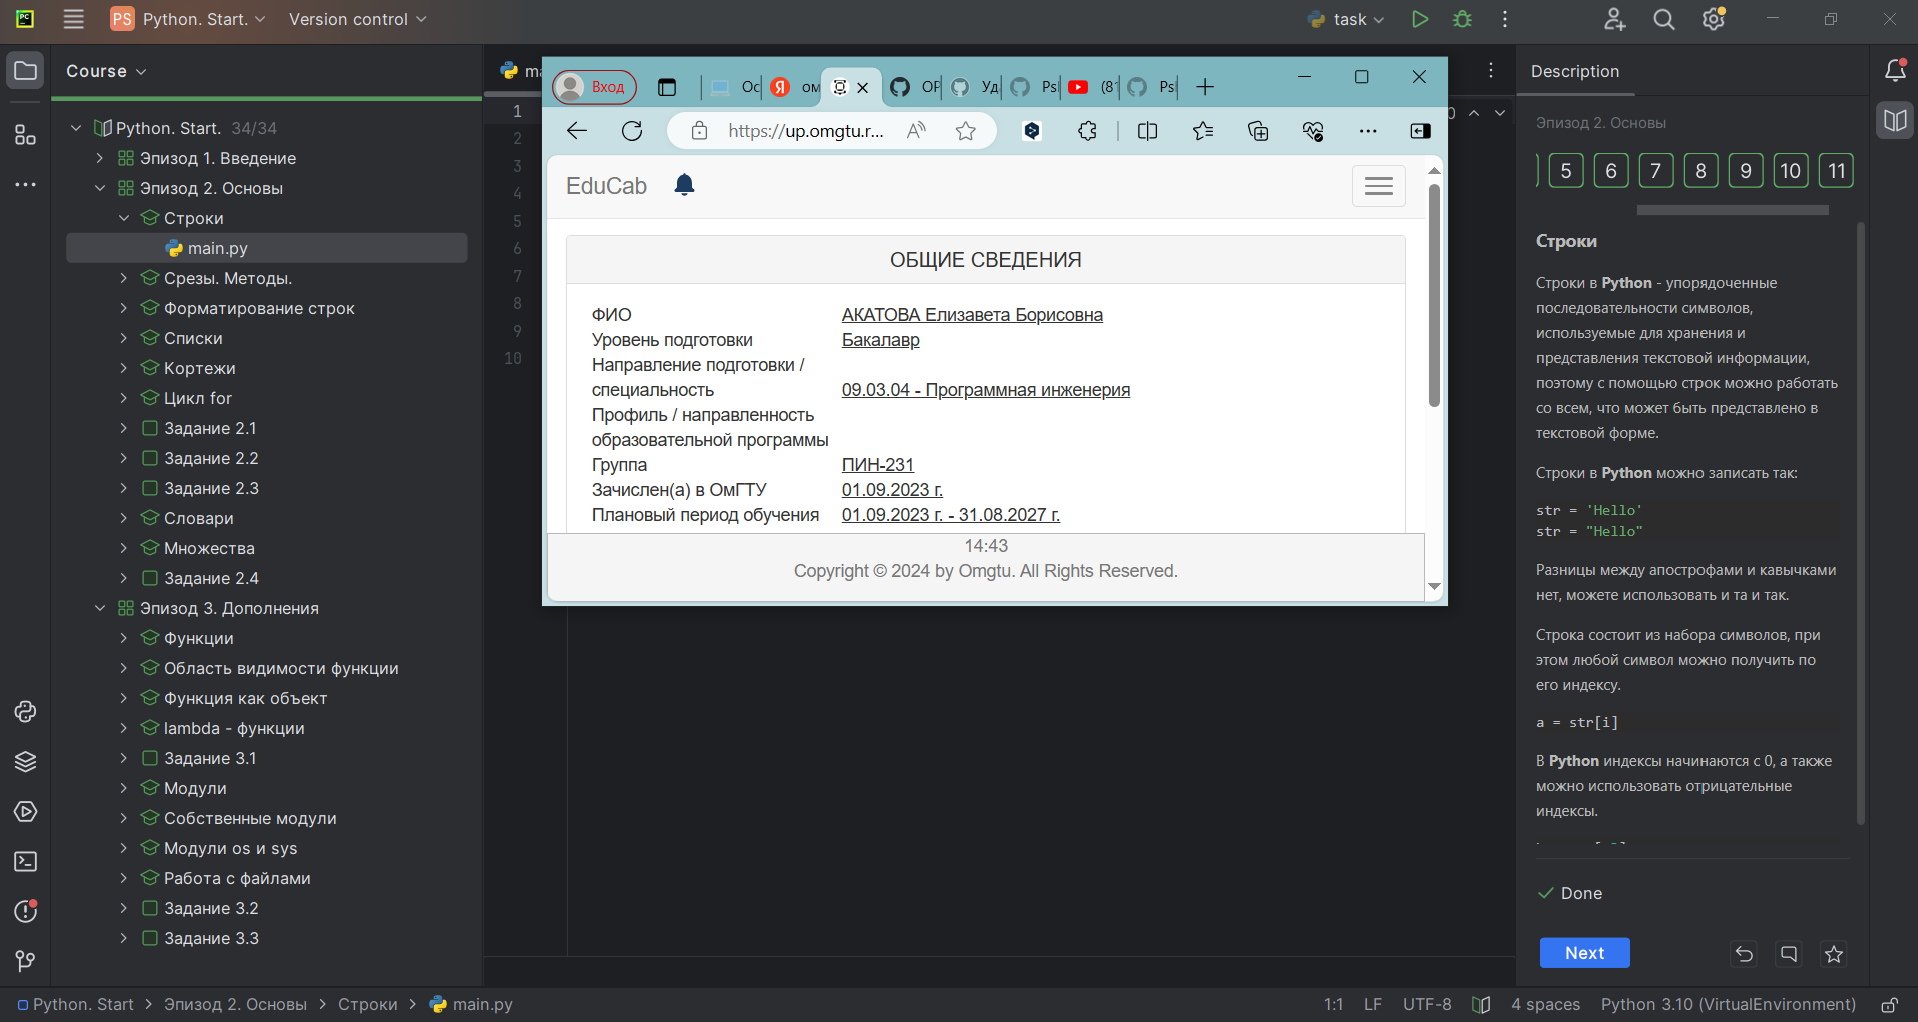 PC
PS Python. Start.
Version control
task
Course
Python. Start. 34/34
Эпизод 1. Введение
Эпизод 2. Основы
Строки
main.py
Срезы. Методы.
Форматирование строк
Списки
Кортежи
Цикл for
Задание 2.1
Задание 2.2
Задание 2.3
Словари
Множества
Задание 2.4
Эпизод 3. Дополнения
Функции
Область видимости функции
Функция как объект
lambda - функции
Задание 3.1
Модули
Собственные модули
Модули os и sys
Работа с файлами
Задание 3.2
Задание 3.3
1
2
3
4
5
6
7
8
9
10
Вход
https://up.omgtu.r...
EduCab
ОБЩИЕ СВЕДЕНИЯ
ФИО АКАТОВА Елизавета Борисовна
Уровень подготовки Бакалавр
Направление подготовки /
специальность 09.03.04 - Программная инженерия
Профиль / направленность
образовательной программы
Группа ПИН-231
Зачислен(а) в ОмГТУ 01.09.2023 г.
Плановый период обучения 01.09.2023 г. - 31.08.2027 г.
14:43
Copyright © 2024 by Omgtu. All Rights Reserved.
Description
Эпизод 2. Основы
5 6 7 8 9 10 11
Строки
Строки в Python - упорядоченные
последовательности символов,
используемые для хранения и
представления текстовой информации,
поэтому с помощью строк можно работать
со всем, что может быть представлено в
текстовой форме.
Строки в Python можно записать так:
str = 'Hello'
str = "Hello"
Разницы между апострофами и кавычками
нет, можете использовать и та и так.
Строка состоит из набора символов, при
этом любой символ можно получить по
его индексу.
a = str[i]
В Python индексы начинаются с 0, а также
можно использовать отрицательные
индексы.
Done
Next
Python. Start > Эпизод 2. Основы > Строки > main.py
1:1 LF UTF-8 4 spaces Python 3.10 (VirtualEnvironment)